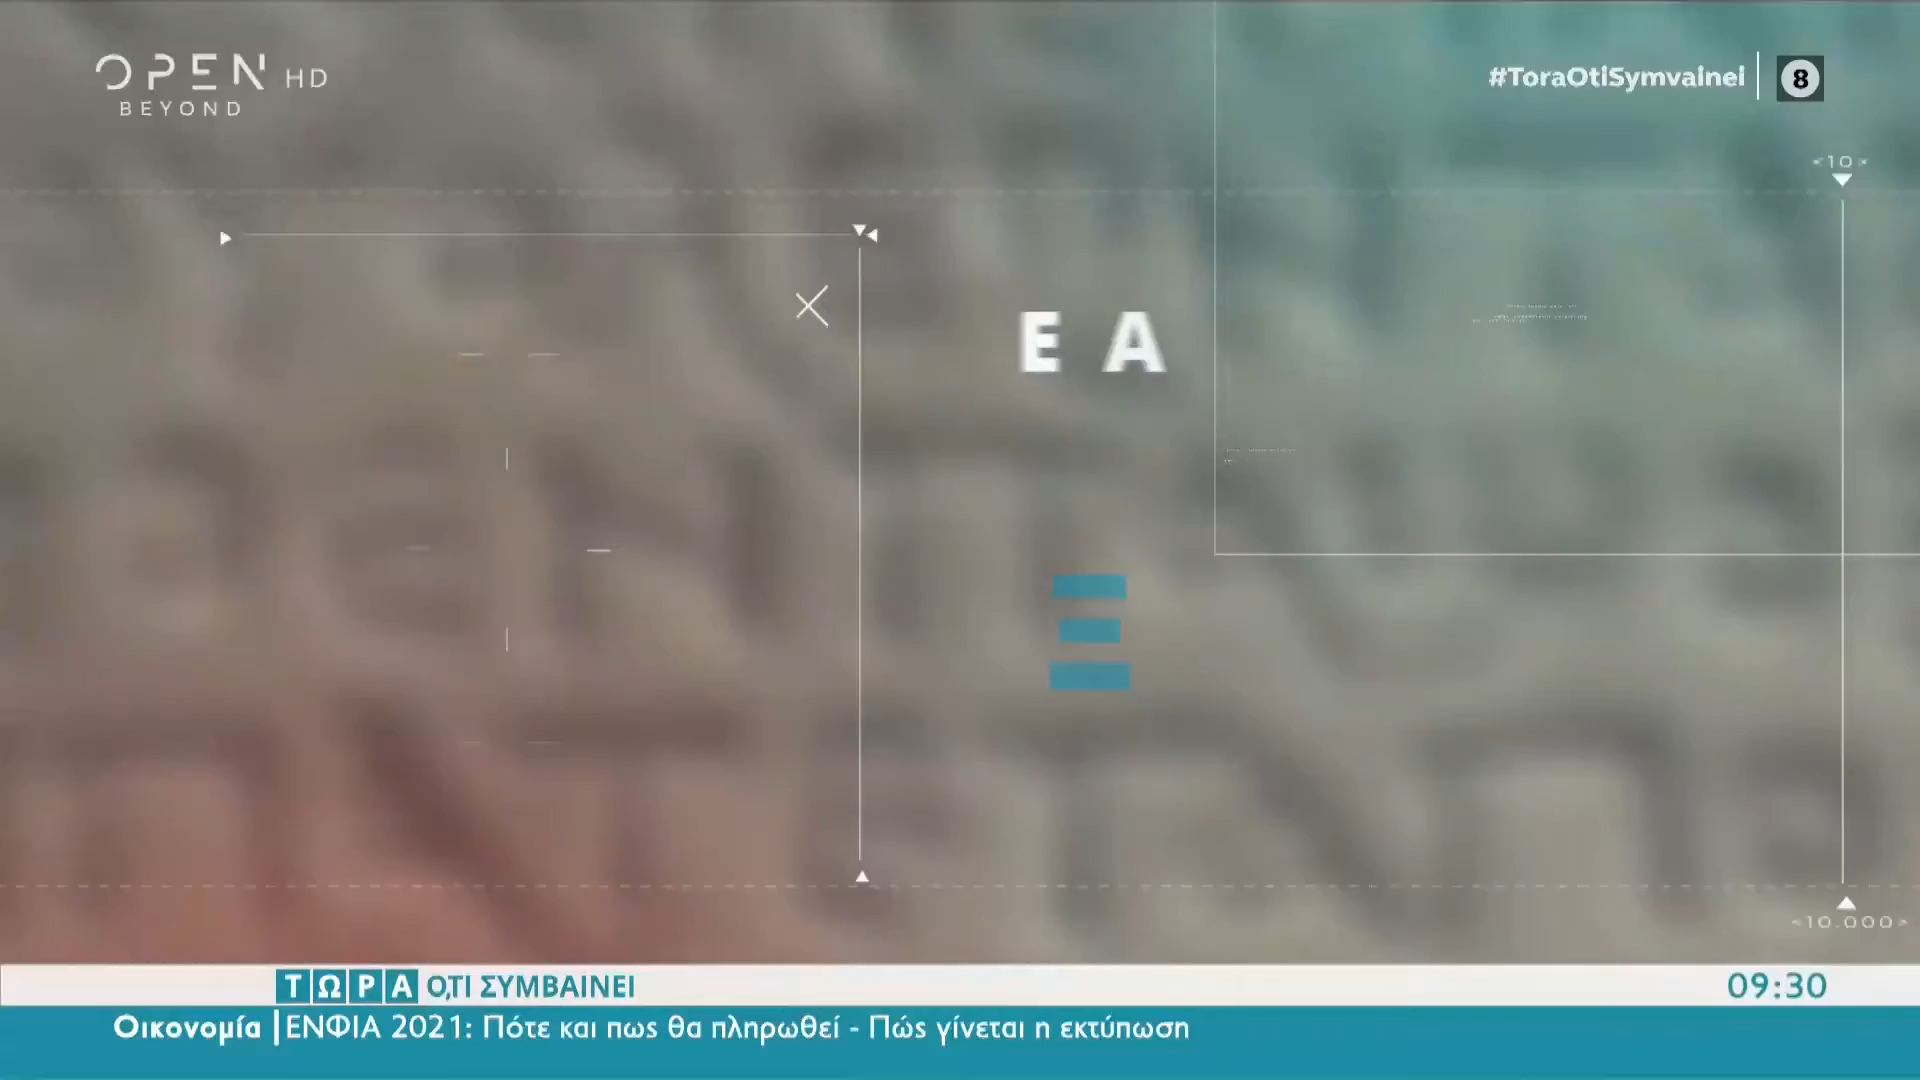 OPEN HD
BEYOND
#ToraOtiSymvainei
8
<10>
E A
<10.000>
ΤΩΡΑ Ο,ΤΙ ΣΥΜΒΑΙΝΕΙ
09:30
Οικονομία | ΕΝΦΙΑ 2021: Πότε και πως θα πληρωθεί - Πώς γίνεται η εκτύπωση